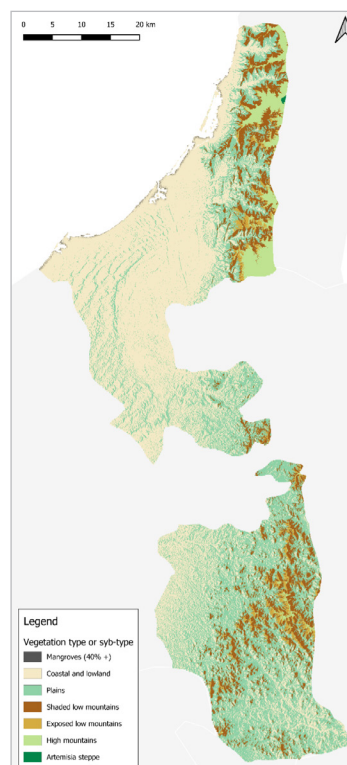 0 5 10 15 20 km
Legend
Vegetation type or syb-type
Mangroves (40% +)
Coastal and lowland
Plains
Shaded low mountains
Exposed low mountains
High mountains
Artemisia steppe